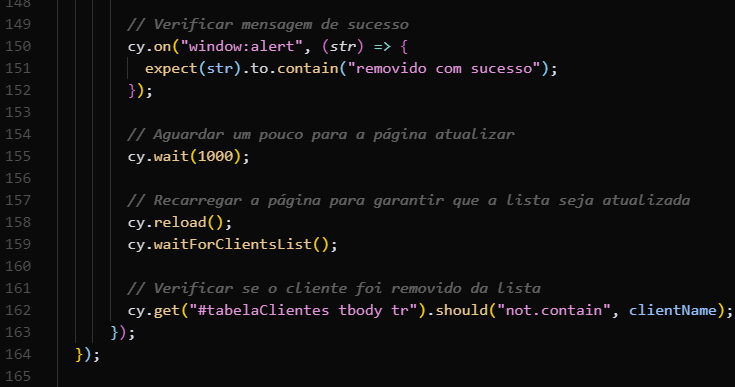 148
149 // Verificar mensagem de sucesso
150 cy.on("window:alert", (str) => {
151 expect(str).to.contain("removido com sucesso");
152 });
153
154 // Aguardar um pouco para a página atualizar
155 cy.wait(1000);
156
157 // Recarregar a página para garantir que a lista seja atualizada
158 cy.reload();
159 cy.waitForClientsList();
160
161 // Verificar se o cliente foi removido da lista
162 cy.get("#tabelaClientes tbody tr").should("not.contain", clientName);
163 });
164 });
165